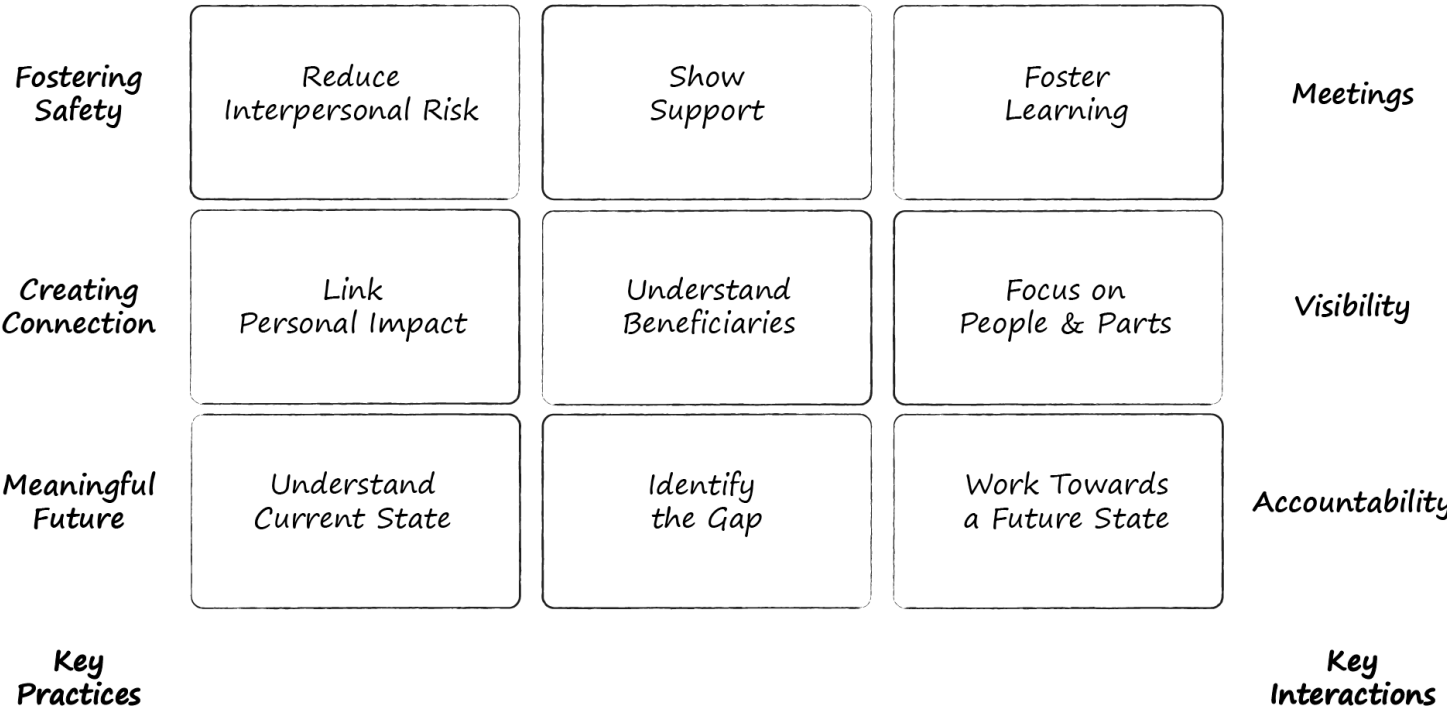 Fostering
Safety
Reduce
Interpersonal Risk
Show
Support
Foster
Learning
Meetings
Creating
Connection
Link
Personal Impact
Understand
Beneficiaries
Focus on
People & Parts
Visibility
Meaningful
Future
Understand
Current State
Identify
the Gap
Work Towards
a Future State
Accountability
Key
Practices
Key
Interactions